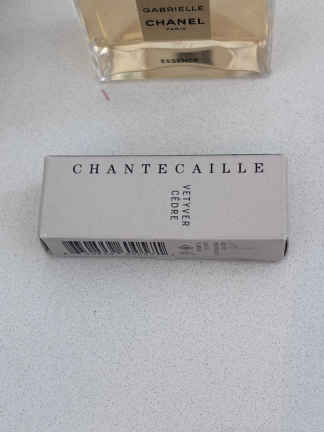 GABRIELLE
CHANEL
PARIS
ESSENCE
CHANTECAILLE
VETYVER
CÈDRE